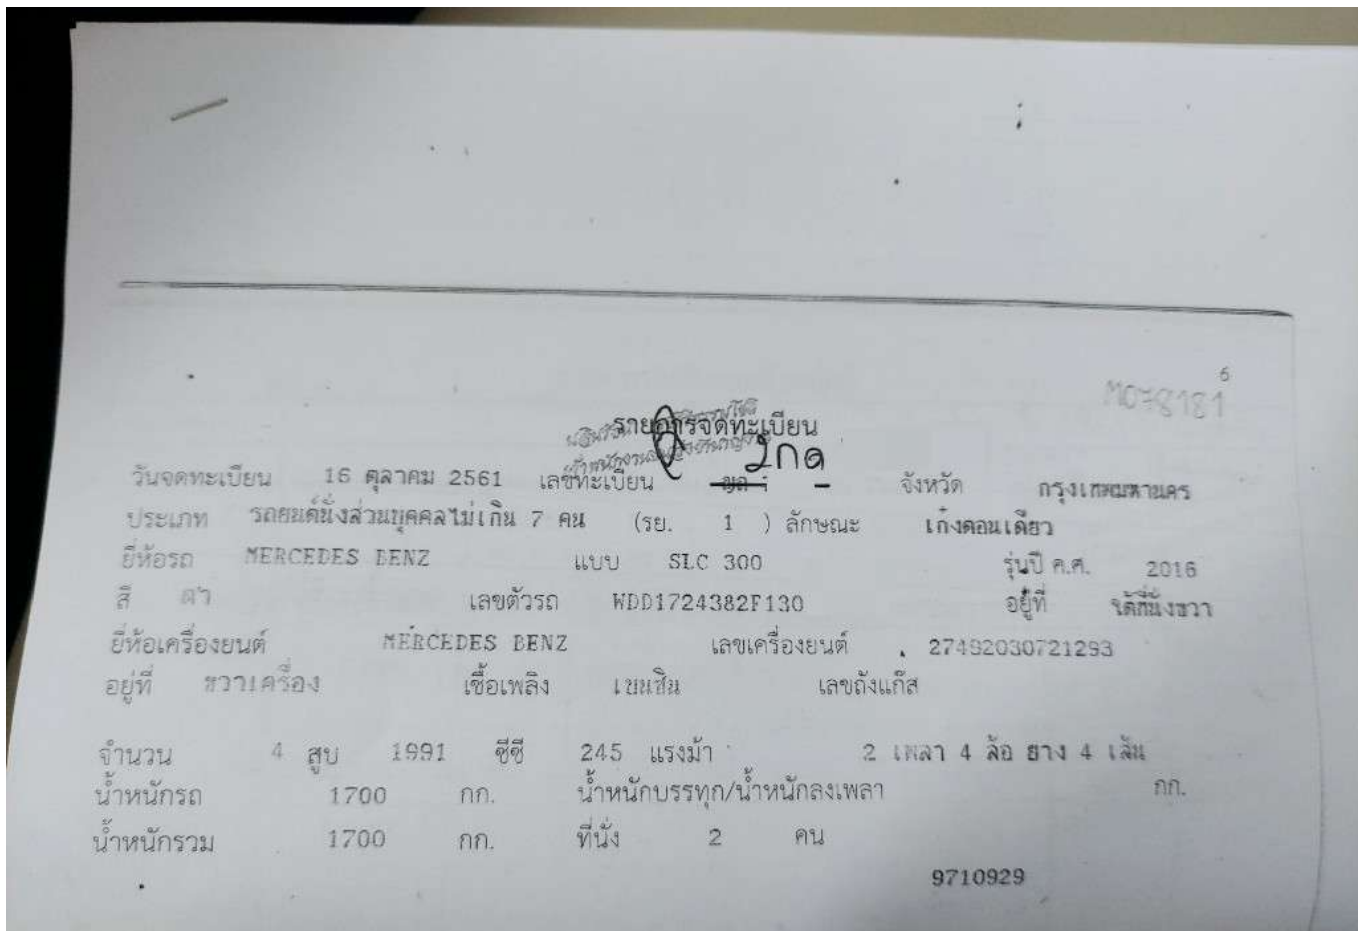 6
M078181
รายการจดทะเบียน
วันจดทะเบียน 16 ตุลาคม 2561 เลขทะเบียน จังหวัด กรุงเทพมหานคร
ประเภท รถยนต์นั่งส่วนบุคคลไม่เกิน 7 คน (รย. 1 ) ลักษณะ เก๋งตอนเดียว
ยี่ห้อรถ MERCEDES BENZ แบบ SLC 300 รุ่นปี ค.ศ. 2016
สี ดำ เลขตัวรถ WDD1724382F130 อยู่ที่ ใต้ที่นั่งขวา
ยี่ห้อเครื่องยนต์ MERCEDES BENZ เลขเครื่องยนต์ 27492030721293
อยู่ที่ ขวาเครื่อง เชื้อเพลิง เบนซิน เลขถังแก๊ส
จำนวน 4 สูบ 1991 ซีซี 245 แรงม้า 2 เพลา 4 ล้อ ยาง 4 เส้น
น้ำหนักรถ 1700 กก. น้ำหนักบรรทุก/น้ำหนักลงเพลา กก.
น้ำหนักรวม 1700 กก. ที่นั่ง 2 คน
9710929